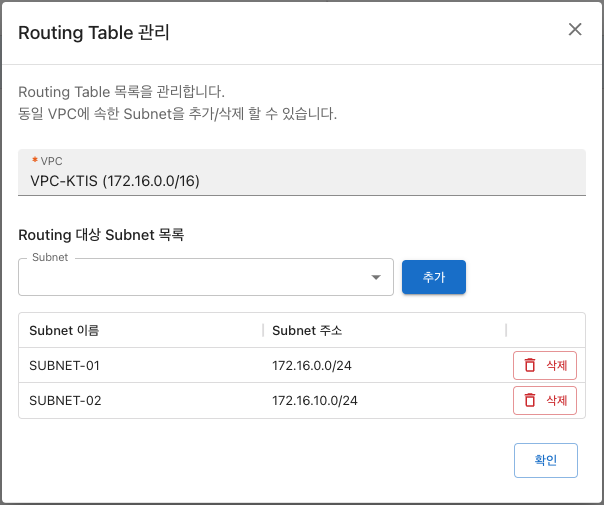 Routing Table 관리
Routing Table 목록을 관리합니다.
동일 VPC에 속한 Subnet을 추가/삭제 할 수 있습니다.
* VPC
VPC-KTIS (172.16.0.0/16)
Routing 대상 Subnet 목록
Subnet
추가
Subnet 이름 Subnet 주소
SUBNET-01 172.16.0.0/24 삭제
SUBNET-02 172.16.10.0/24 삭제
확인